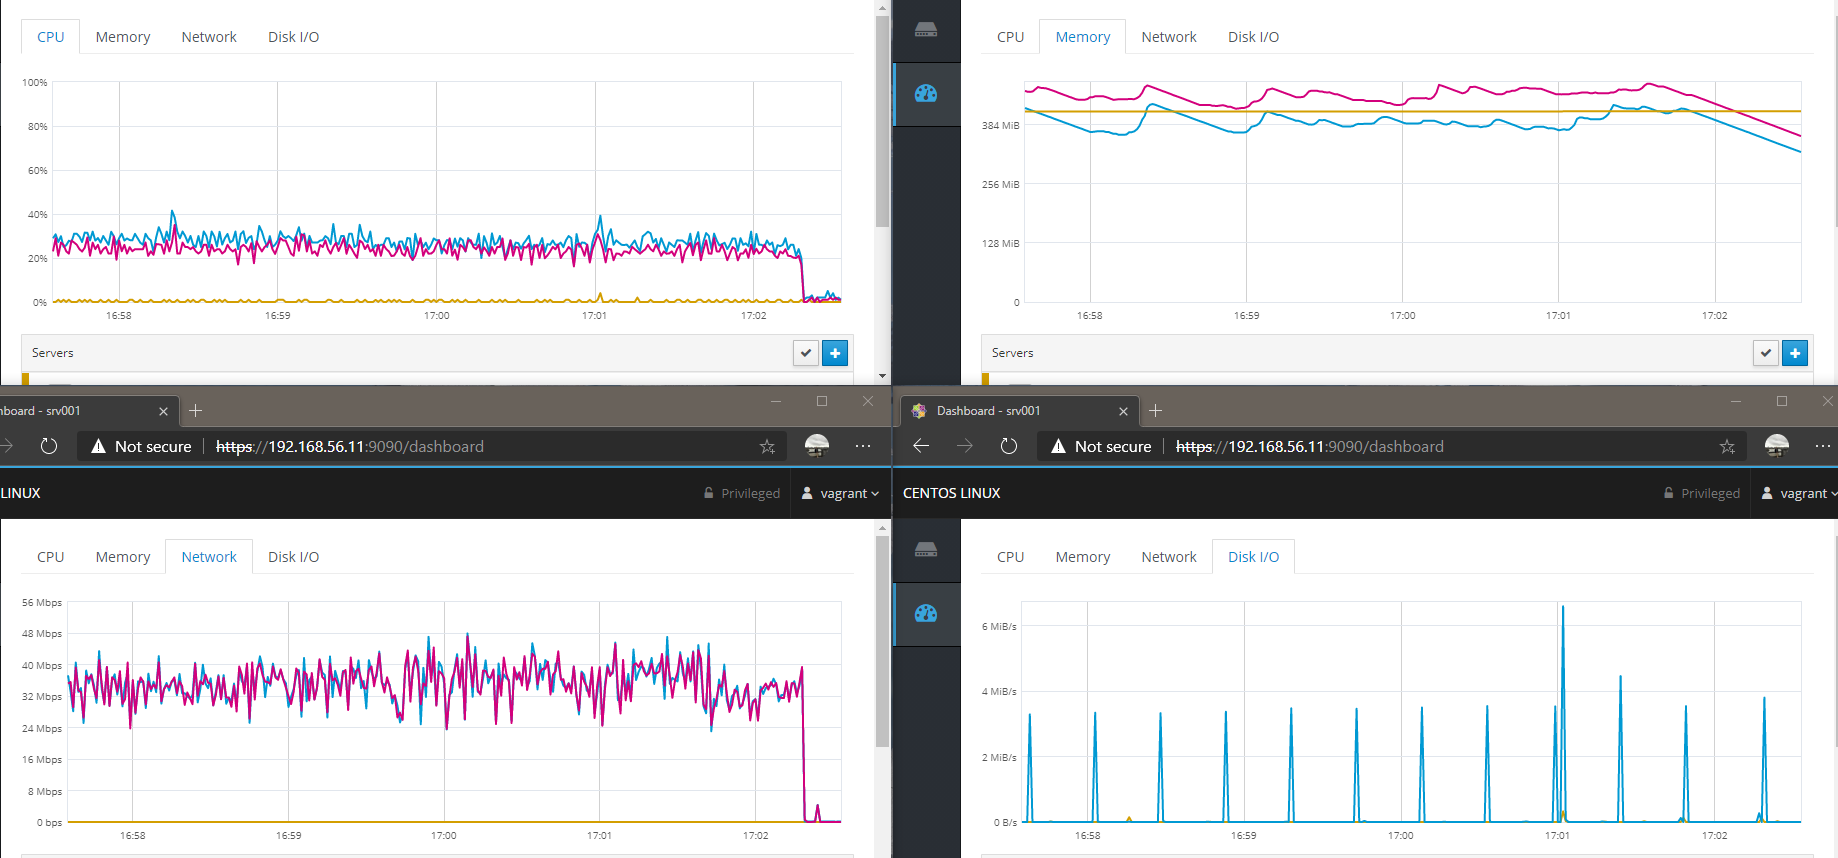 CPU Memory Network Disk I/O
100%
80%
60%
40%
20%
0%
16:58 16:59 17:00 17:01 17:02
Servers
CPU Memory Network Disk I/O
384 MiB
256 MiB
128 MiB
0
16:58 16:59 17:00 17:01 17:02
Servers
hboard - srv001
Not secure https://192.168.56.11:9090/dashboard
LINUX Privileged vagrant
CPU Memory Network Disk I/O
56 Mbps
48 Mbps
40 Mbps
32 Mbps
24 Mbps
16 Mbps
8 Mbps
0 bps
16:58 16:59 17:00 17:01 17:02
Dashboard - srv001
Not secure https://192.168.56.11:9090/dashboard
CENTOS LINUX Privileged vagrant
CPU Memory Network Disk I/O
6 MiB/s
4 MiB/s
2 MiB/s
0 B/s
16:58 16:59 17:00 17:01 17:02